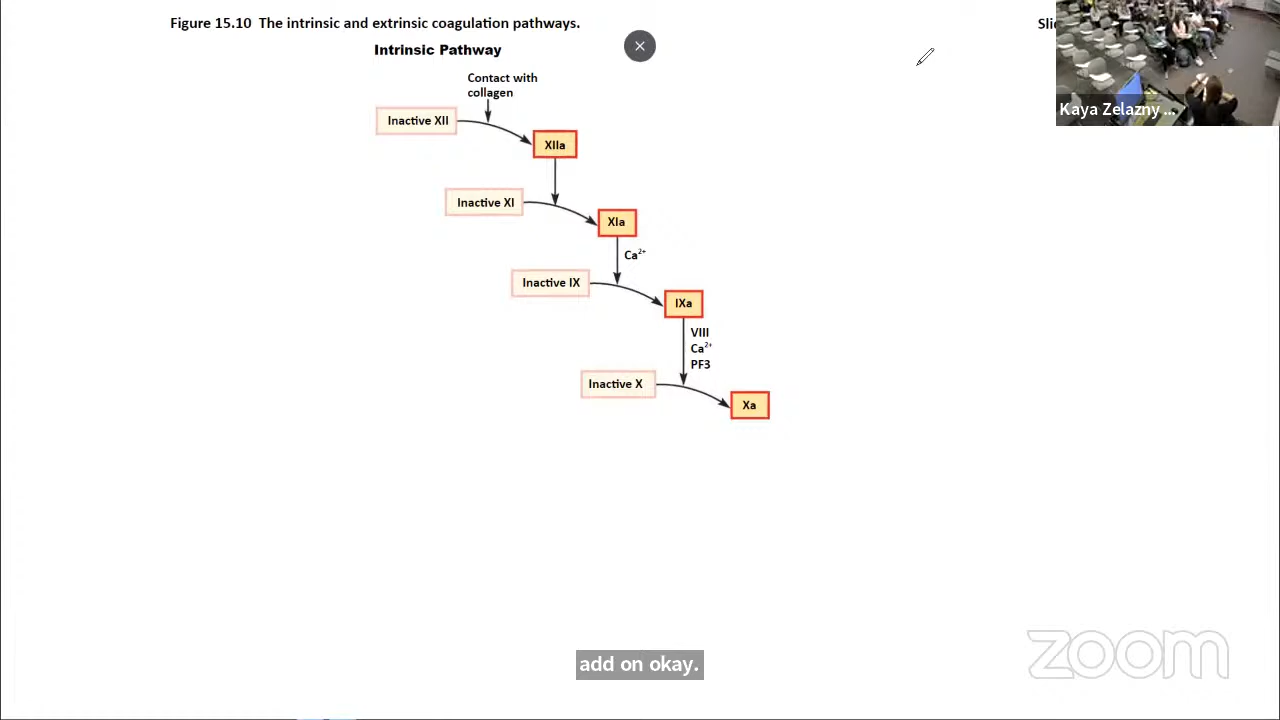 Figure 15.10 The intrinsic and extrinsic coagulation pathways.
Intrinsic Pathway
Contact with
collagen
Inactive XII
XIIa
Inactive XI
XIa
Ca²⁺
Inactive IX
IXa
VIII
Ca²⁺
PF3
Inactive X
Xa
Kaya Zelazny ...
add on okay.
zoom